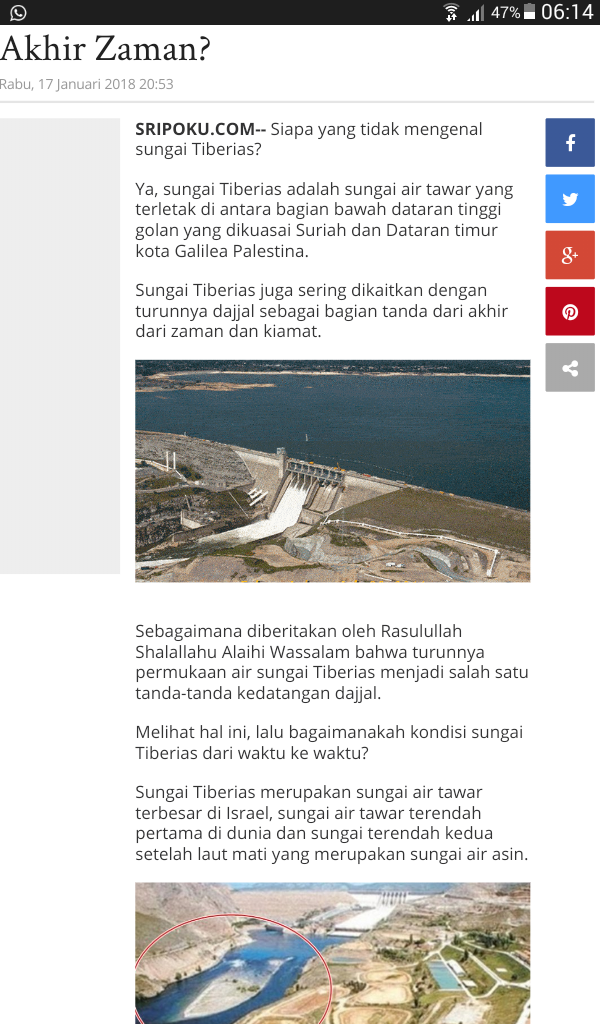 47% 06:14
Akhir Zaman?
Rabu, 17 Januari 2018 20:53
SRIPOKU.COM-- Siapa yang tidak mengenal
sungai Tiberias?
Ya, sungai Tiberias adalah sungai air tawar yang
terletak di antara bagian bawah dataran tinggi
golan yang dikuasai Suriah dan Dataran timur
kota Galilea Palestina.
Sungai Tiberias juga sering dikaitkan dengan
turunnya dajjal sebagai bagian tanda dari akhir
dari zaman dan kiamat.
Sebagaimana diberitakan oleh Rasulullah
Shalallahu Alaihi Wassalam bahwa turunnya
permukaan air sungai Tiberias menjadi salah satu
tanda-tanda kedatangan dajjal.
Melihat hal ini, lalu bagaimanakah kondisi sungai
Tiberias dari waktu ke waktu?
Sungai Tiberias merupakan sungai air tawar
terbesar di Israel, sungai air tawar terendah
pertama di dunia dan sungai terendah kedua
setelah laut mati yang merupakan sungai air asin.